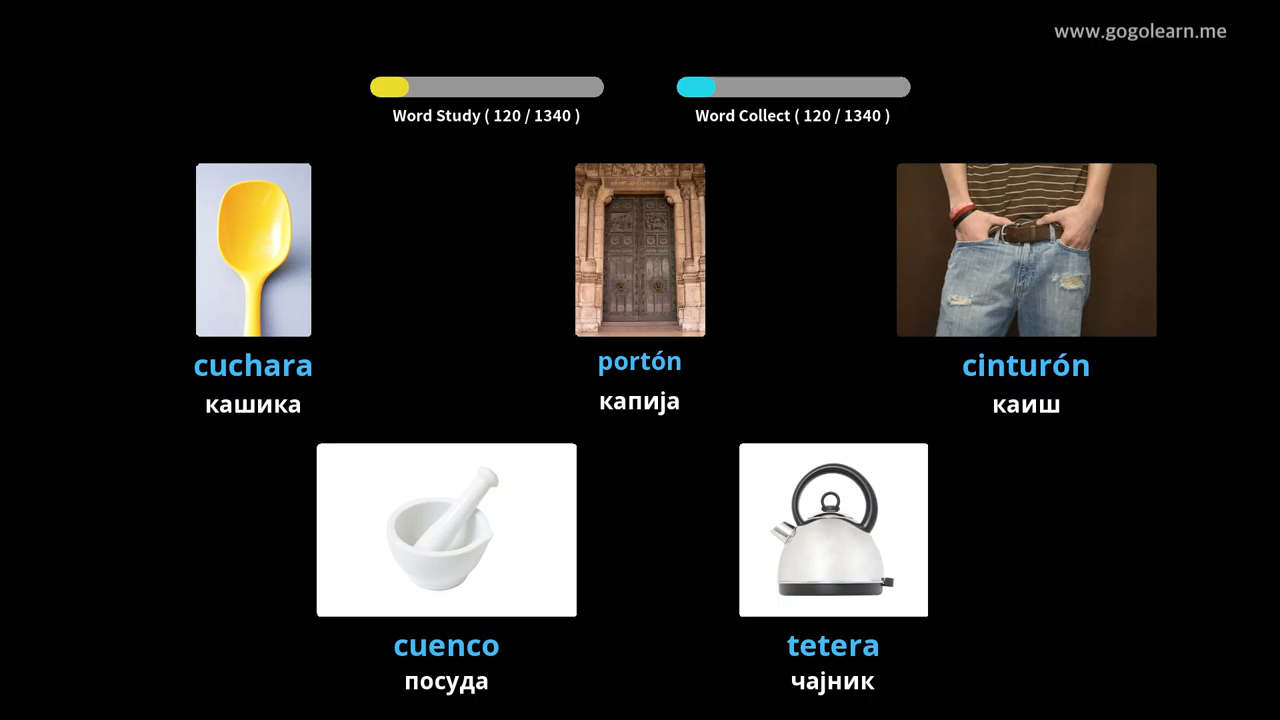 www.gogolearn.me
Word Study ( 120 / 1340 )
Word Collect ( 120 / 1340 )
cuchara
кашика
portón
капија
cinturón
каиш
cuenco
посуда
tetera
чајник